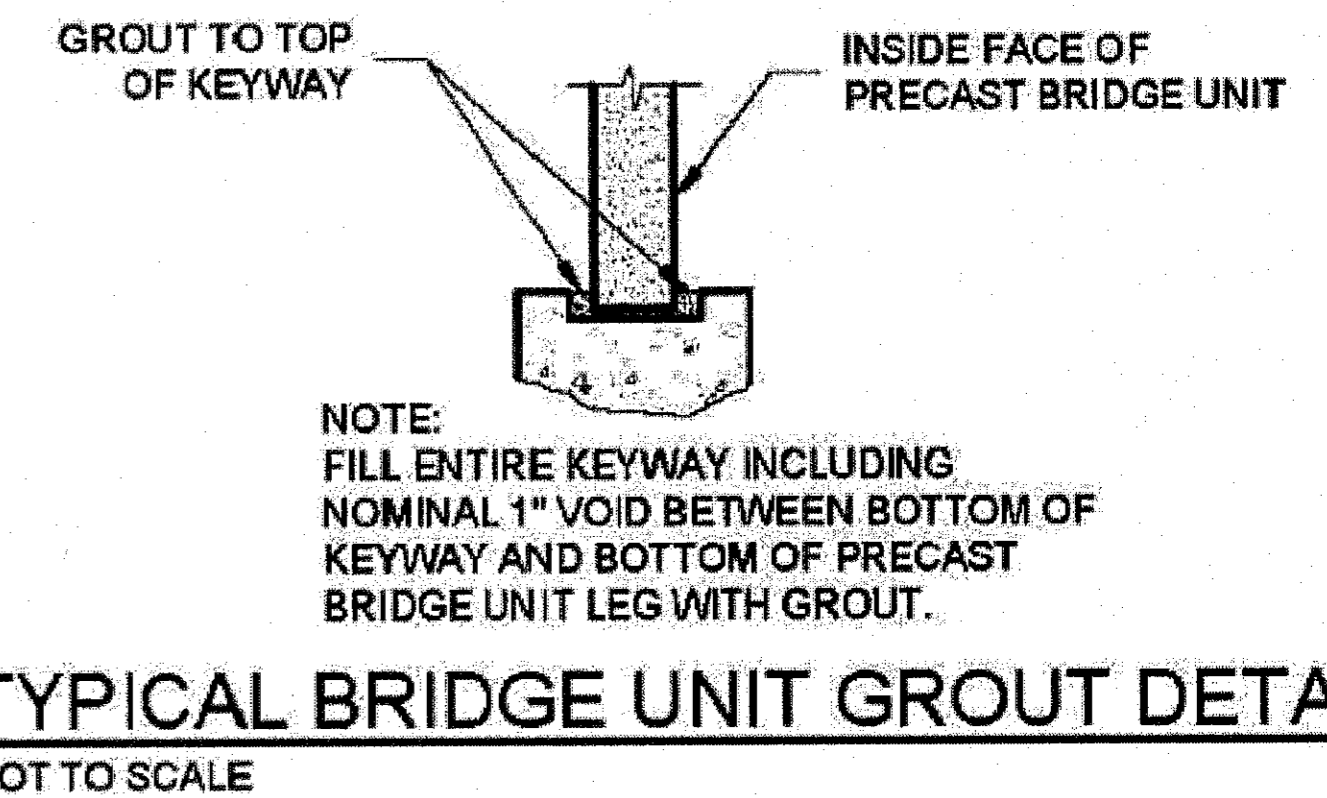 GROUT TO TOP
OF KEYWAY
INSIDE FACE OF
PRECAST BRIDGE UNIT
NOTE:
FILL ENTIRE KEYWAY INCLUDING
NOMINAL 1" VOID BETWEEN BOTTOM OF
KEYWAY AND BOTTOM OF PRECAST
BRIDGE UNIT LEG WITH GROUT.
TYPICAL BRIDGE UNIT GROUT DETA
OT TO SCALE